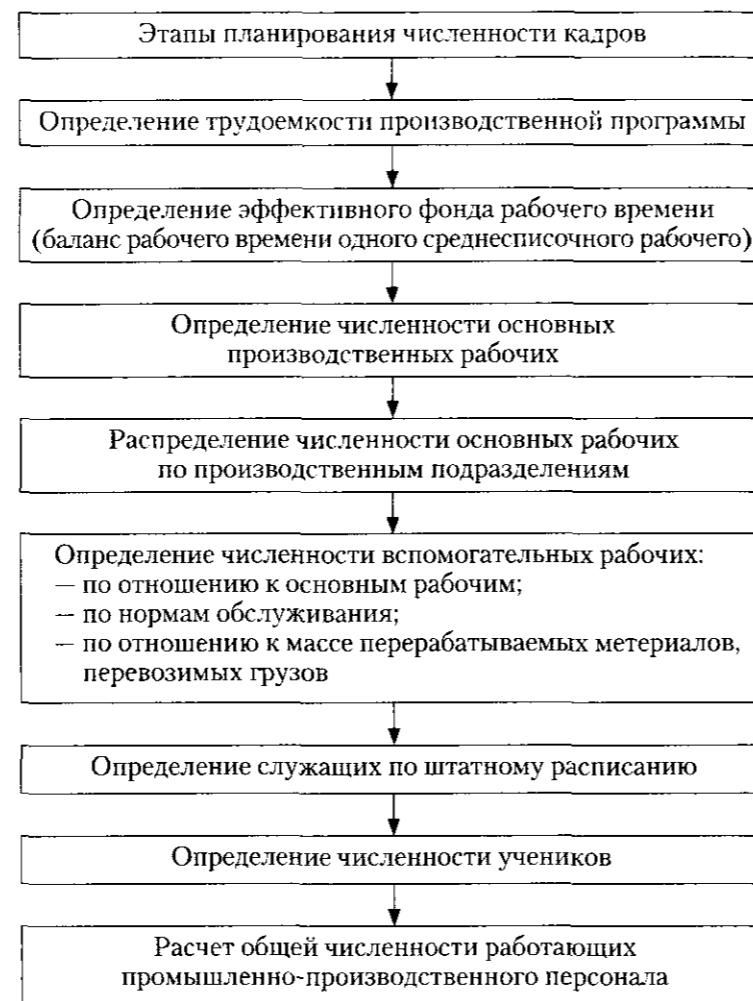 Этапы планирования численности кадров
Определение трудоемкости производственной программы
Определение эффективного фонда рабочего времени
(баланс рабочего времени одного среднесписочного рабочего)
Определение численности основных
производственных рабочих
Распределение численности основных рабочих
по производственным подразделениям
Определение численности вспомогательных рабочих:
— по отношению к основным рабочим;
— по нормам обслуживания;
— по отношению к массе перерабатываемых метериалов,
перевозимых грузов
Определение служащих по штатному расписанию
Определение численности учеников
Расчет общей численности работающих
промышленно-производственного персонала